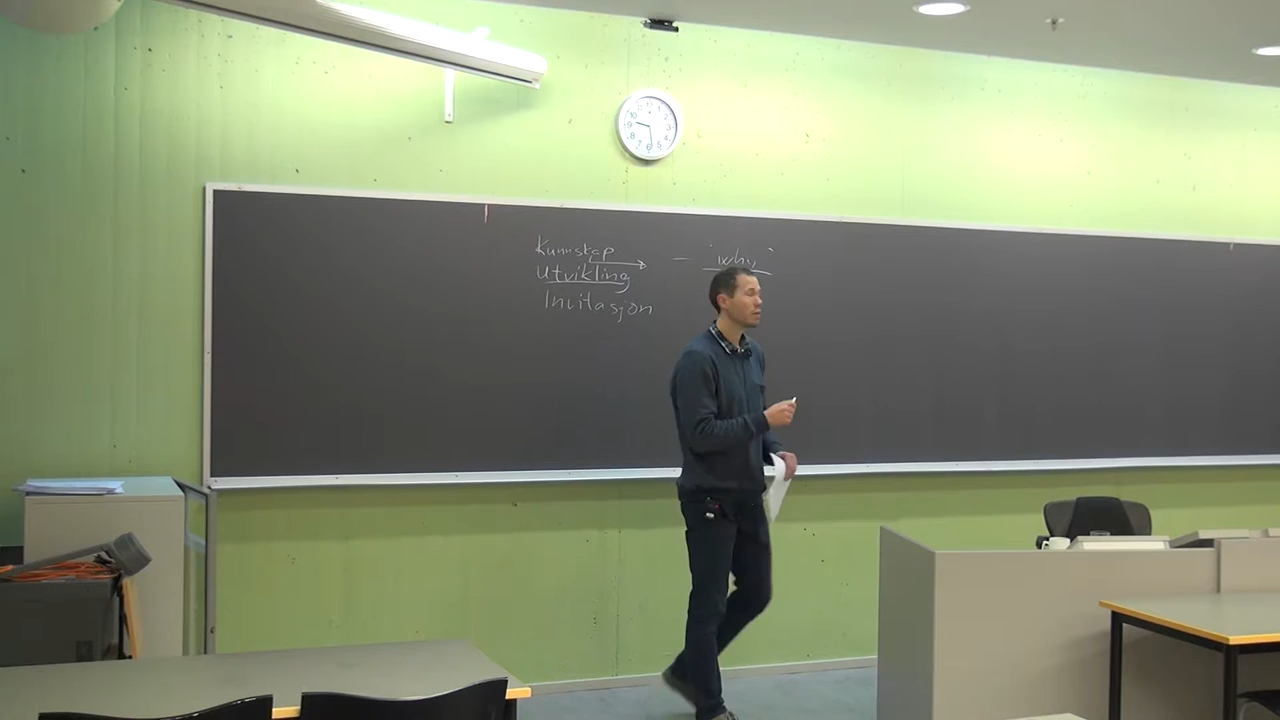 Kunnskap → – "why"
Utvikling
Invitasjon